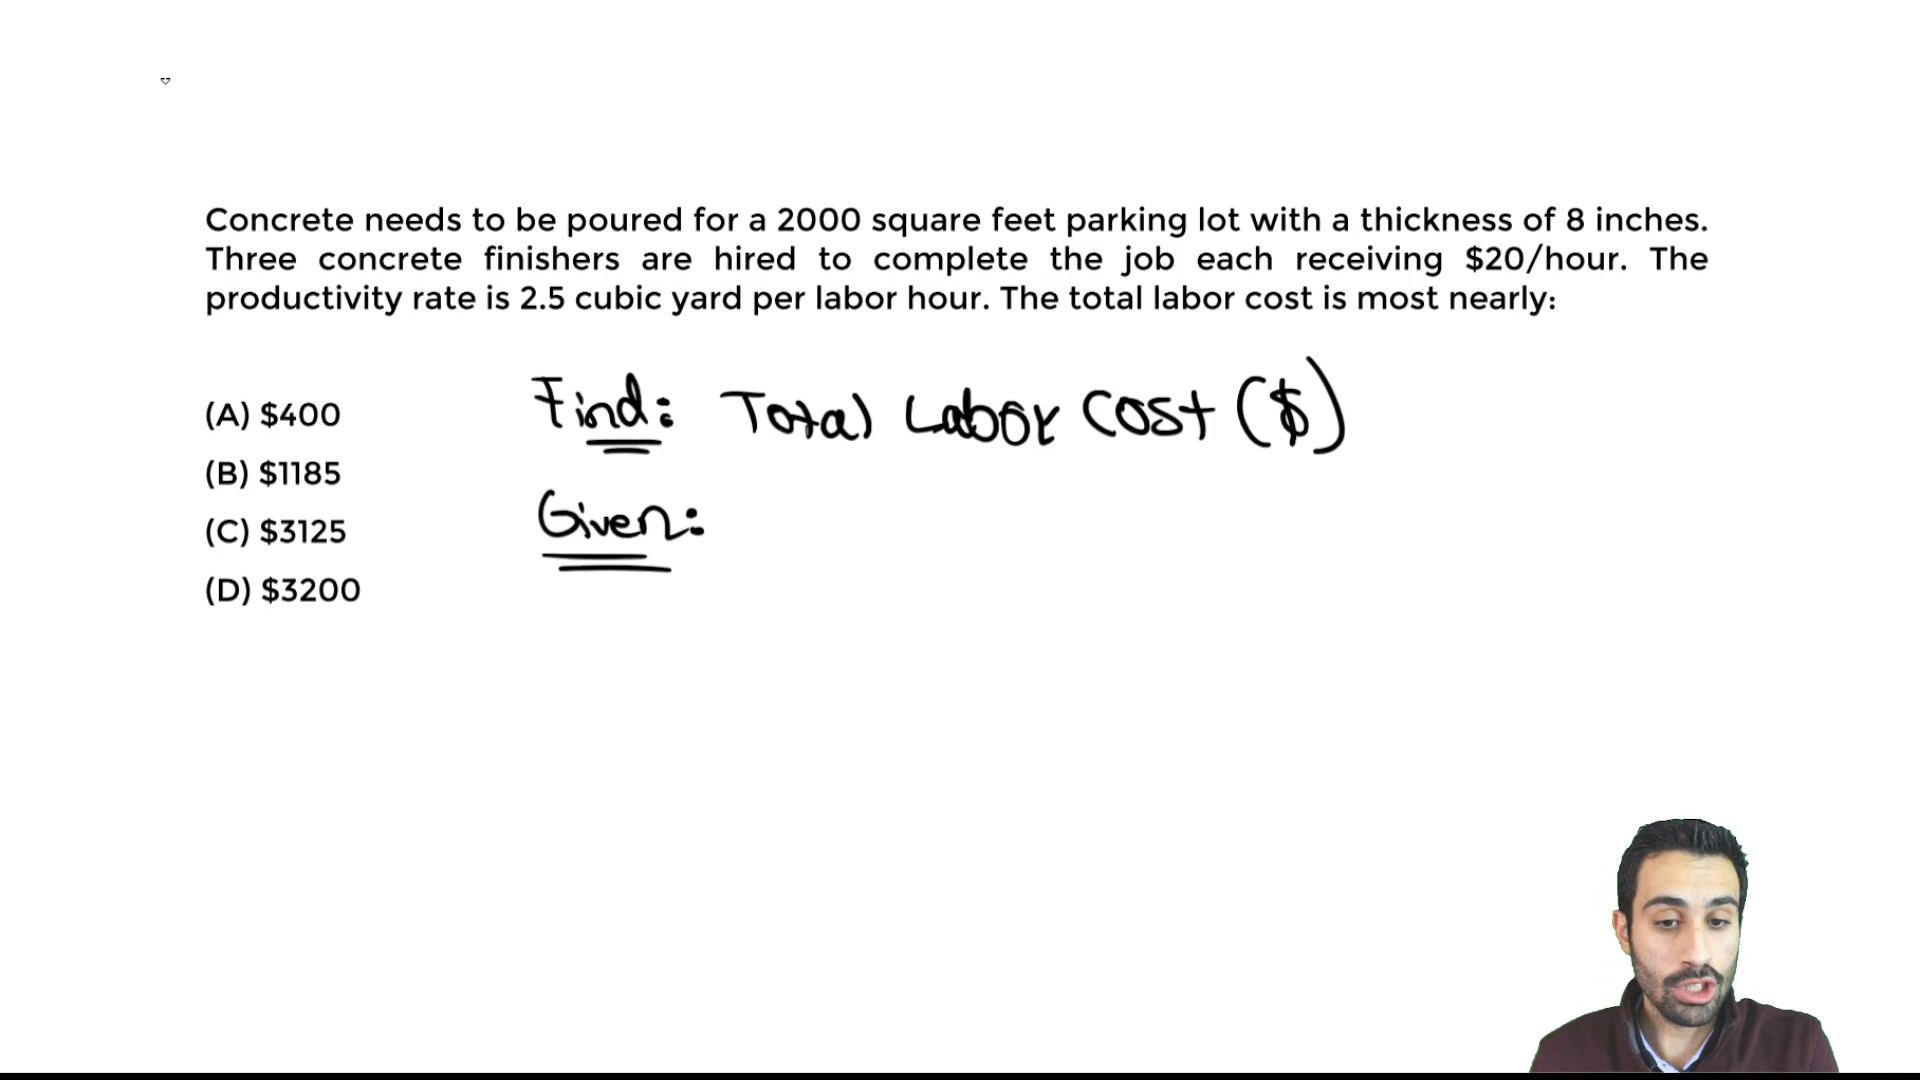 Concrete needs to be poured for a 2000 square feet parking lot with a thickness of 8 inches.
Three concrete finishers are hired to complete the job each receiving $20/hour. The
productivity rate is 2.5 cubic yard per labor hour. The total labor cost is most nearly:
(A) $400
(B) $1185
(C) $3125
(D) $3200
Find: Total Labor Cost ($)
Given: